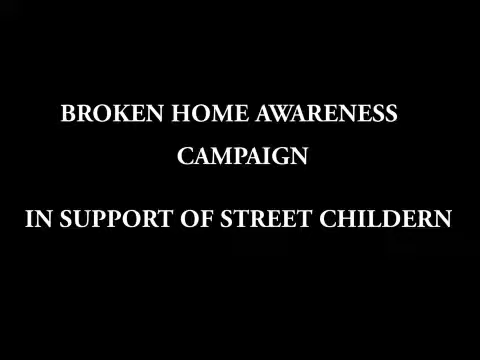 BROKEN HOME AWARENESS
CAMPAIGN
IN SUPPORT OF STREET CHILDERN